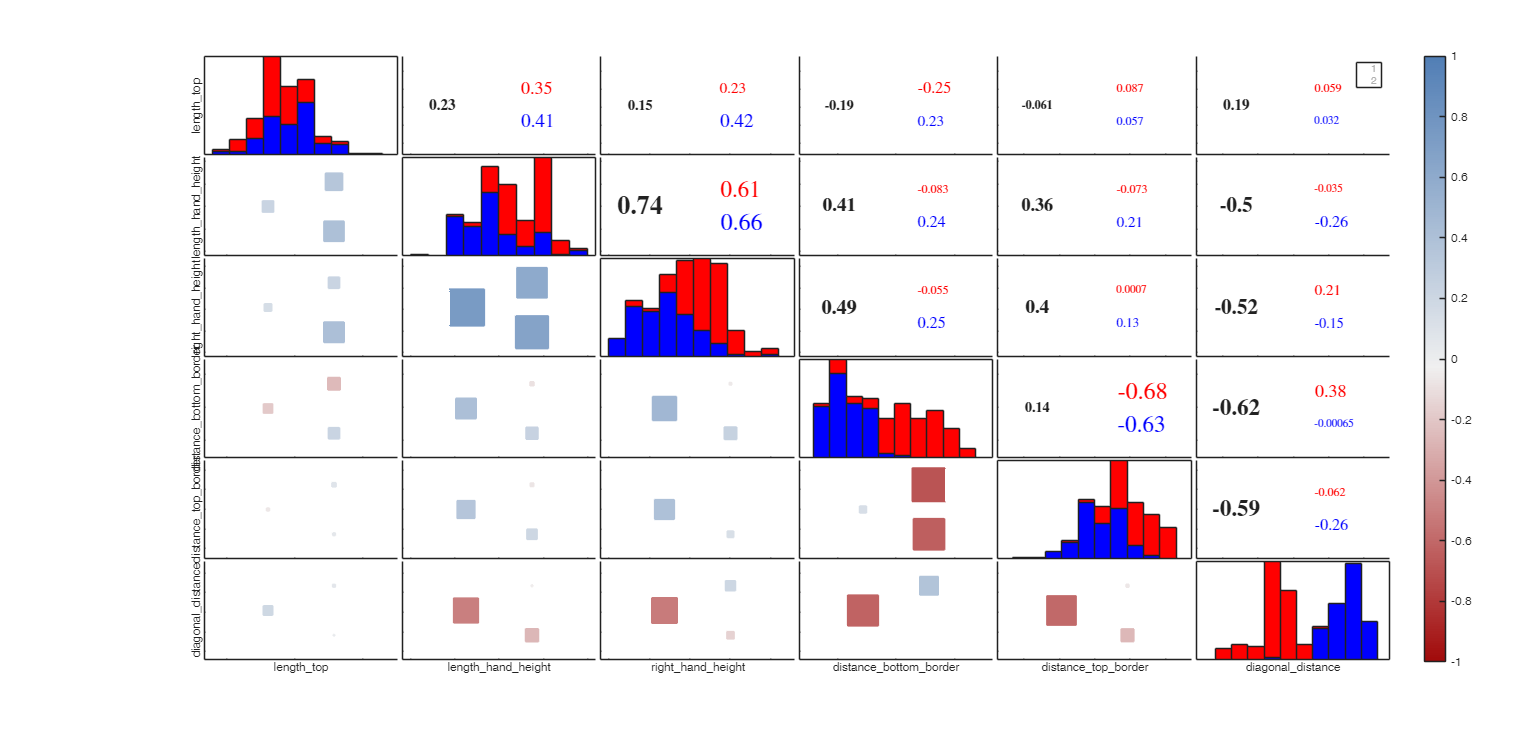 length_top
0.23 0.35 0.41
0.15 0.23 0.42
-0.19 -0.25 0.23
-0.061 0.087 0.057
0.19 0.059 0.032
1
2
length_hand_height
0.74 0.61 0.66
0.41 -0.083 0.24
0.36 -0.073 0.21
-0.5 -0.035 -0.26
right_hand_height
0.49 -0.055 0.25
0.4 0.0007 0.13
-0.52 0.21 -0.15
distance_bottom_border
0.14 -0.68 -0.63
-0.62 0.38 -0.00065
distance_top_border
-0.59 -0.062 -0.26
diagonal_distance
length_top
length_hand_height
right_hand_height
distance_bottom_border
distance_top_border
diagonal_distance
1
0.8
0.6
0.4
0.2
0
-0.2
-0.4
-0.6
-0.8
-1